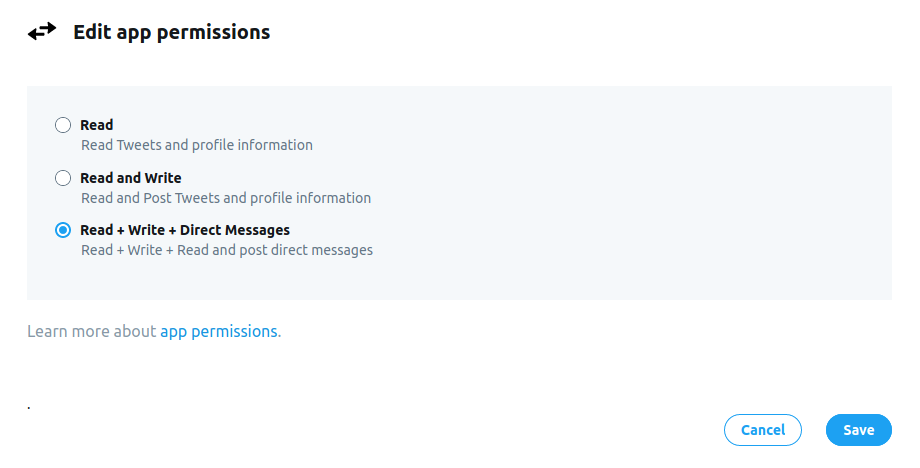 Edit app permissions
Read
Read Tweets and profile information
Read and Write
Read and Post Tweets and profile information
Read + Write + Direct Messages
Read + Write + Read and post direct messages
Learn more about app permissions.
.
Cancel Save